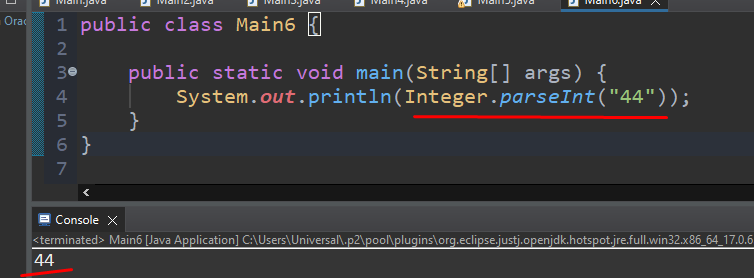 Main2.java
Main3.java
Main4.java
Main5.java
Main6.java
Orac
1 public class Main6 {
2
3 public static void main(String[] args) {
4 System.out.println(Integer.parseInt("44"));
5 }
6 }
7
Console
<terminated> Main6 [Java Application] C:\Users\Universal\.p2\pool\plugins\org.eclipse.justj.openjdk.hotspot.jre.full.win32.x86_64_17.0.6
44